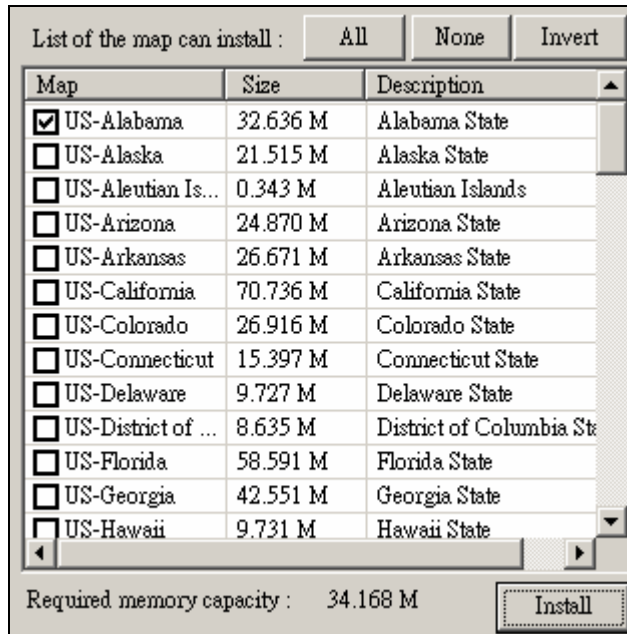 List of the map can install : All None Invert
Map Size Description
US-Alabama 32.636 M Alabama State
US-Alaska 21.515 M Alaska State
US-Aleutian Is... 0.343 M Aleutian Islands
US-Arizona 24.870 M Arizona State
US-Arkansas 26.671 M Arkansas State
US-California 70.736 M California State
US-Colorado 26.916 M Colorado State
US-Connecticut 15.397 M Connecticut State
US-Delaware 9.727 M Delaware State
US-District of ... 8.635 M District of Columbia Sta
US-Florida 58.591 M Florida State
US-Georgia 42.551 M Georgia State
US-Hawaii 9.731 M Hawaii State
Required memory capacity : 34.168 M Install